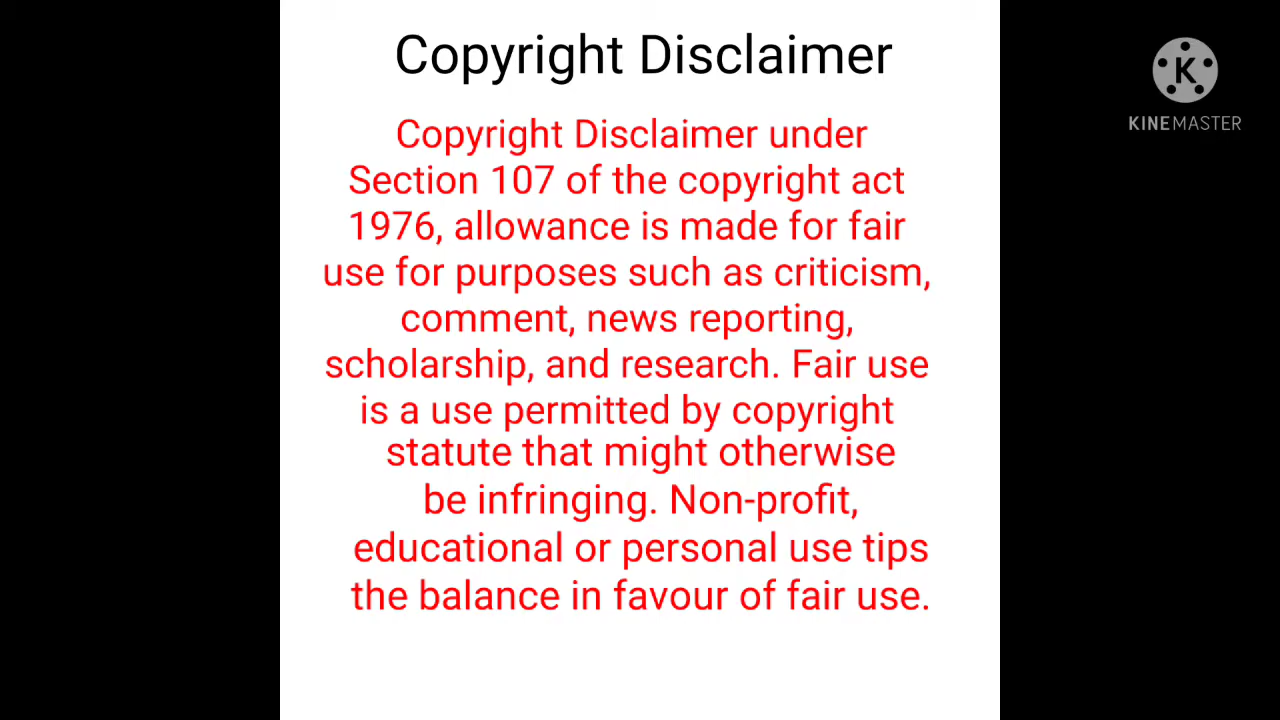 Copyright Disclaimer
Copyright Disclaimer under
Section 107 of the copyright act
1976, allowance is made for fair
use for purposes such as criticism,
comment, news reporting,
scholarship, and research. Fair use
is a use permitted by copyright
statute that might otherwise
be infringing. Non-profit,
educational or personal use tips
the balance in favour of fair use.
K
KINEMASTER